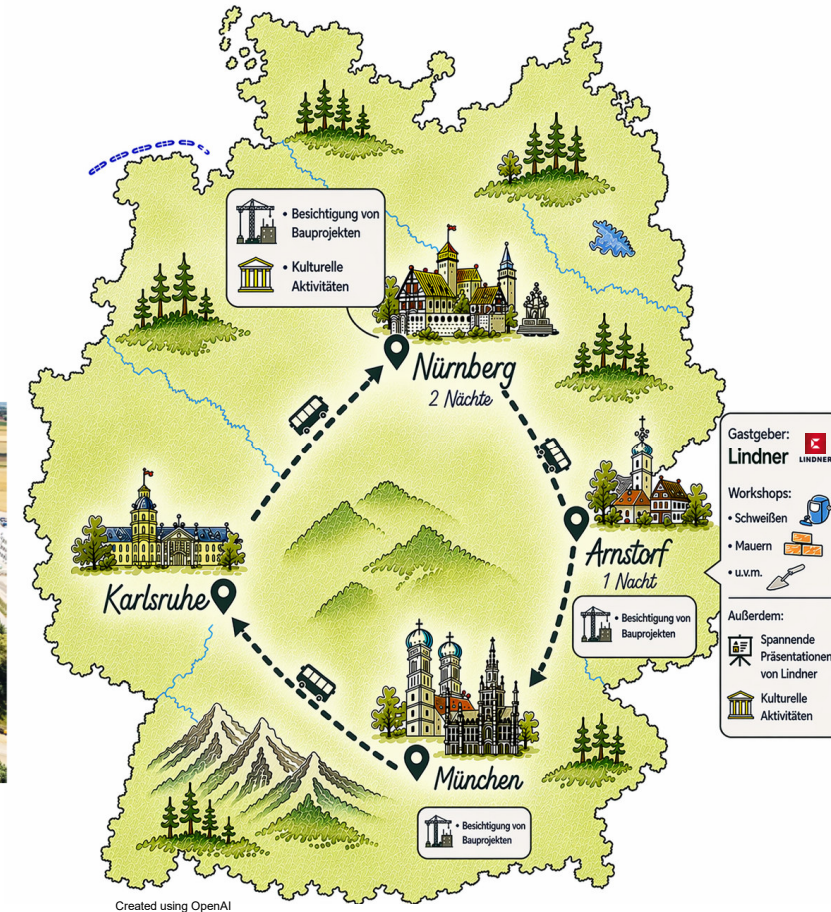 • Besichtigung von
Bauprojekten
• Kulturelle
Aktivitäten
Nürnberg
2 Nächte
Gastgeber:
Lindner
LINDNER
Workshops:
• Schweißen
• Mauern
• u.v.m.
Außerdem:
Spannende
Präsentationen
von Lindner
Kulturelle
Aktivitäten
Arnstorf
1 Nacht
• Besichtigung von
Bauprojekten
Karlsruhe
München
• Besichtigung von
Bauprojekten
Created using OpenAI